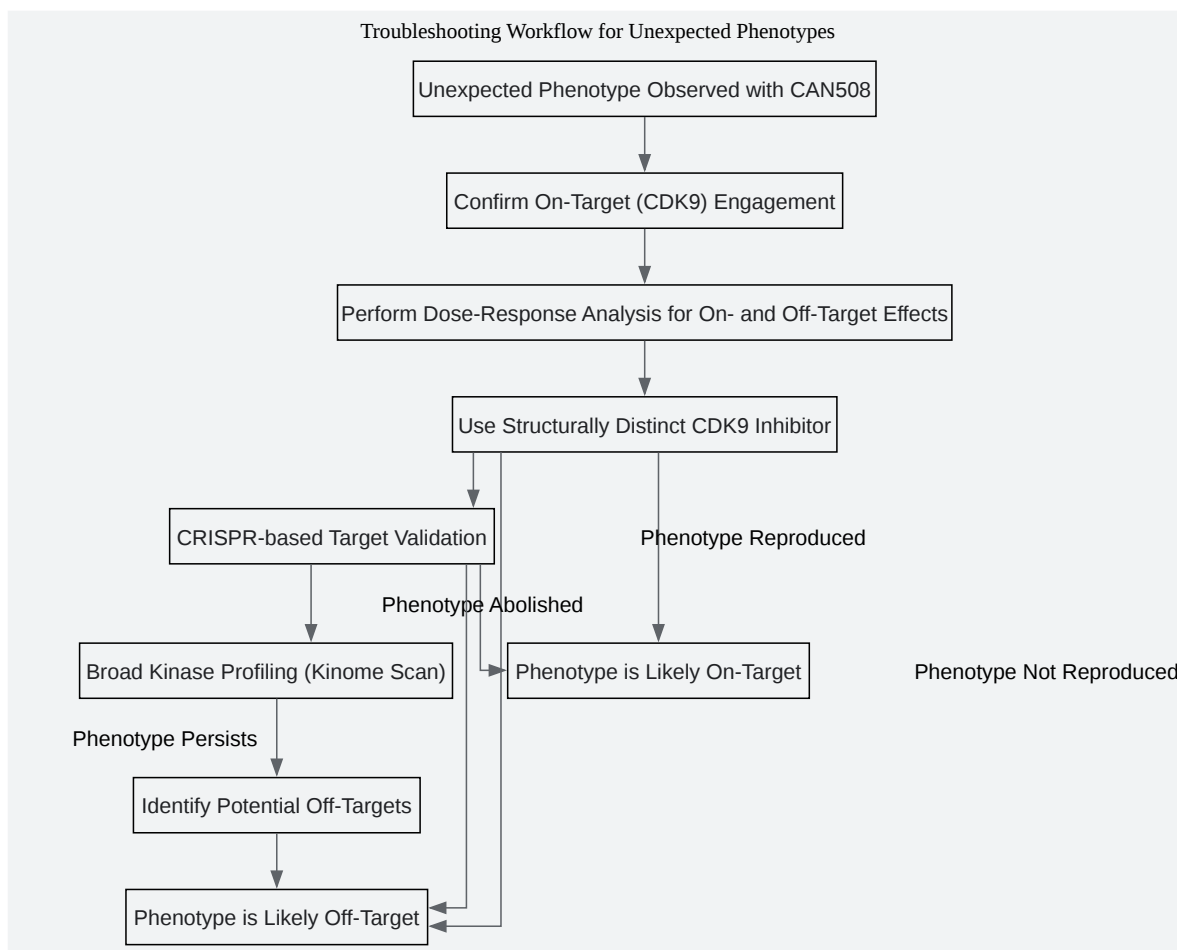 Troubleshooting Workflow for Unexpected Phenotypes
Unexpected Phenotype Observed with CAN508
Confirm On-Target (CDK9) Engagement
Perform Dose-Response Analysis for On- and Off-Target Effects
Use Structurally Distinct CDK9 Inhibitor
CRISPR-based Target Validation
Phenotype Reproduced
Phenotype Abolished
Broad Kinase Profiling (Kinome Scan)
Phenotype is Likely On-Target
Phenotype Not Reproduced
Phenotype Persists
Identify Potential Off-Targets
Phenotype is Likely Off-Target